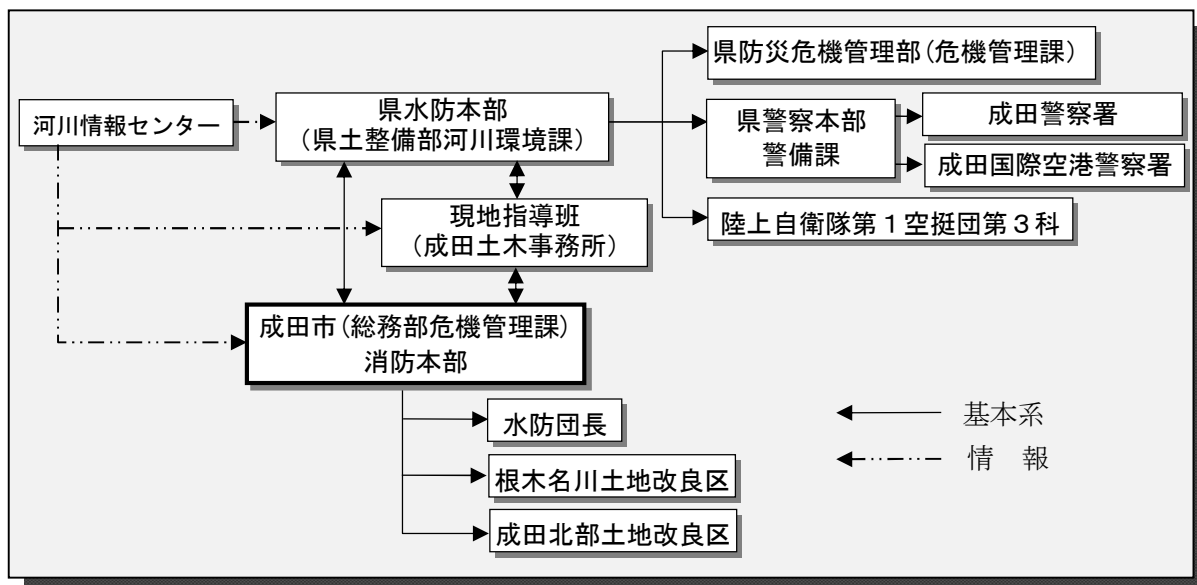 県防災危機管理部(危機管理課)
河川情報センター
県水防本部
(県土整備部河川環境課)
県警察本部
警備課
成田警察署
成田国際空港警察署
現地指導班
(成田土木事務所)
陸上自衛隊第1空挺団第3科
成田市(総務部危機管理課)
消防本部
水防団長
根木名川土地改良区
成田北部土地改良区
基本系
情 報